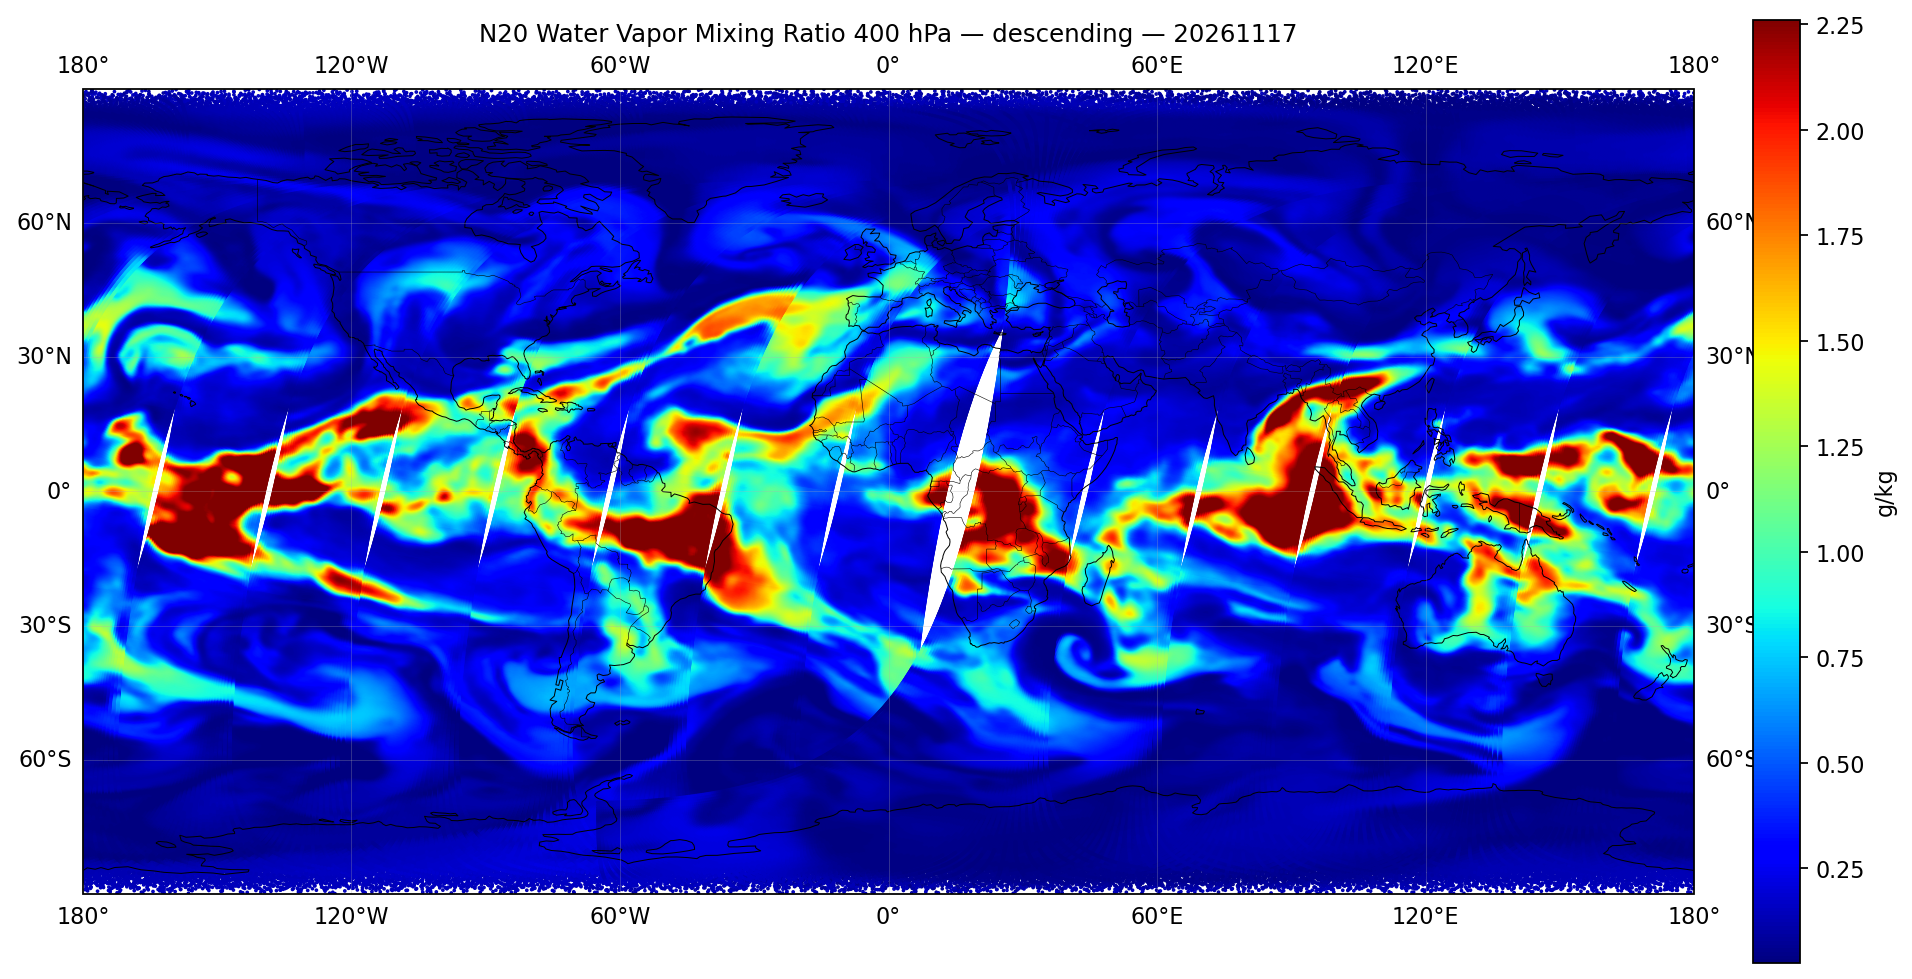 N20 Water Vapor Mixing Ratio 400 hPa — descending — 20261117
180° 120°W 60°W 0° 60°E 120°E 180°
60°N 60°N
30°N 30°N
0° 0°
30°S 30°S
60°S 60°S
180° 120°W 60°W 0° 60°E 120°E 180°
2.25
2.00
1.75
1.50
1.25
1.00
0.75
0.50
0.25
g/kg